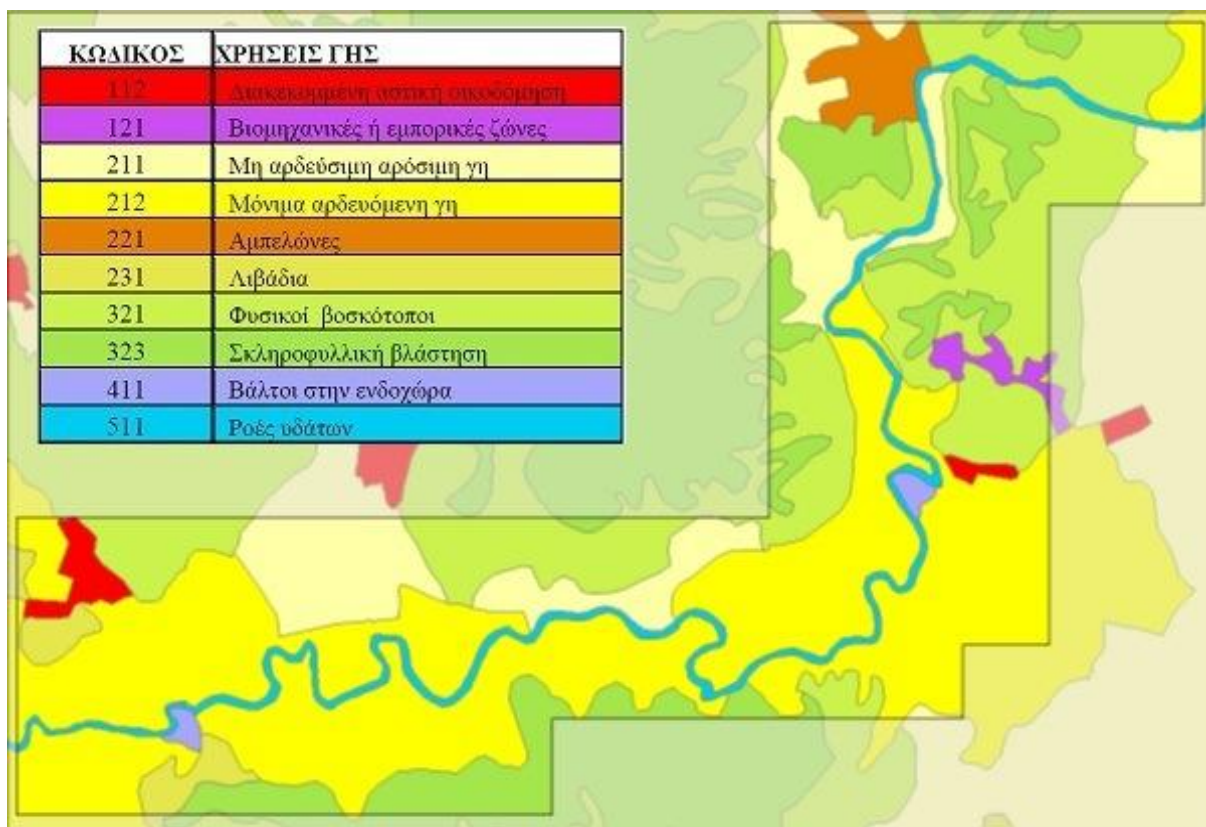 ΚΩΔΙΚΟΣ ΧΡΗΣΕΙΣ ΓΗΣ
112 Διακεκομμένη αστική οικοδόμηση
121 Βιομηχανικές ή εμπορικές ζώνες
211 Μη αρδεύσιμη αρόσιμη γη
212 Μόνιμα αρδευόμενη γη
221 Αμπελώνες
231 Λιβάδια
321 Φυσικοί βοσκότοποι
323 Σκληροφυλλική βλάστηση
411 Βάλτοι στην ενδοχώρα
511 Ροές υδάτων